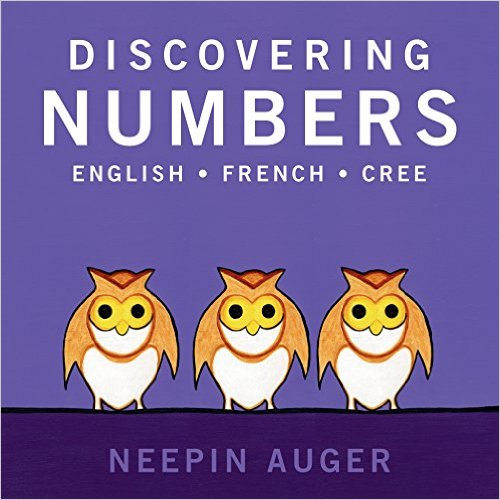 DISCOVERING
NUMBERS
ENGLISH • FRENCH • CREE
NEEPIN AUGER